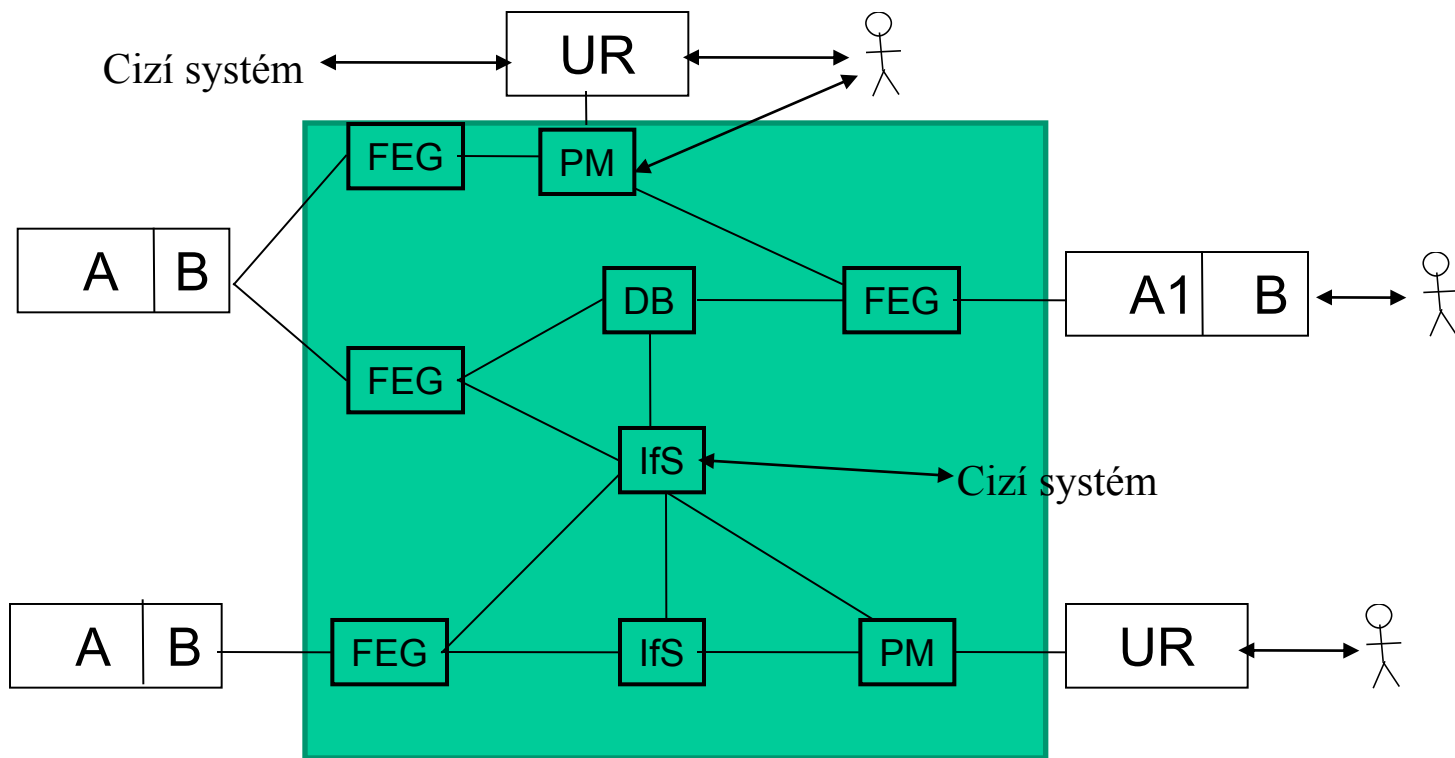 UR
Cizí systém
FEG
PM
A B
DB
FEG
A1 B
FEG
IfS
Cizí systém
A B
FEG
IfS
PM
UR